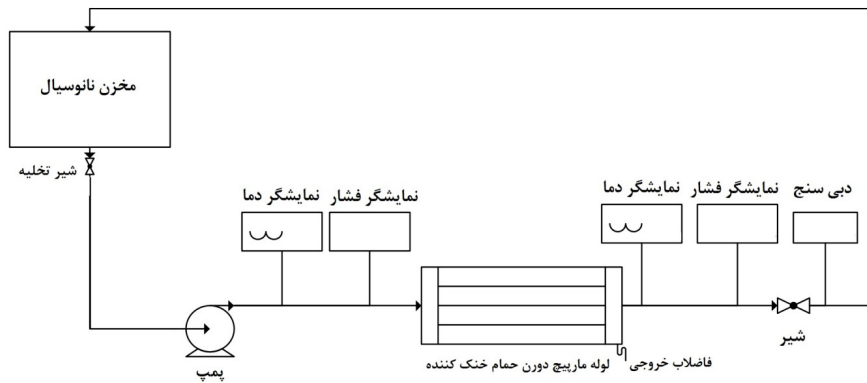 مخزن نانوسیال
شیر تخلیه
نمایشگر دما
نمایشگر فشار
نمایشگر دما
نمایشگر فشار
دبی سنج
شیر
پمپ
لوله مارپیچ دورن حمام خنک کننده
فاضلاب خروجی